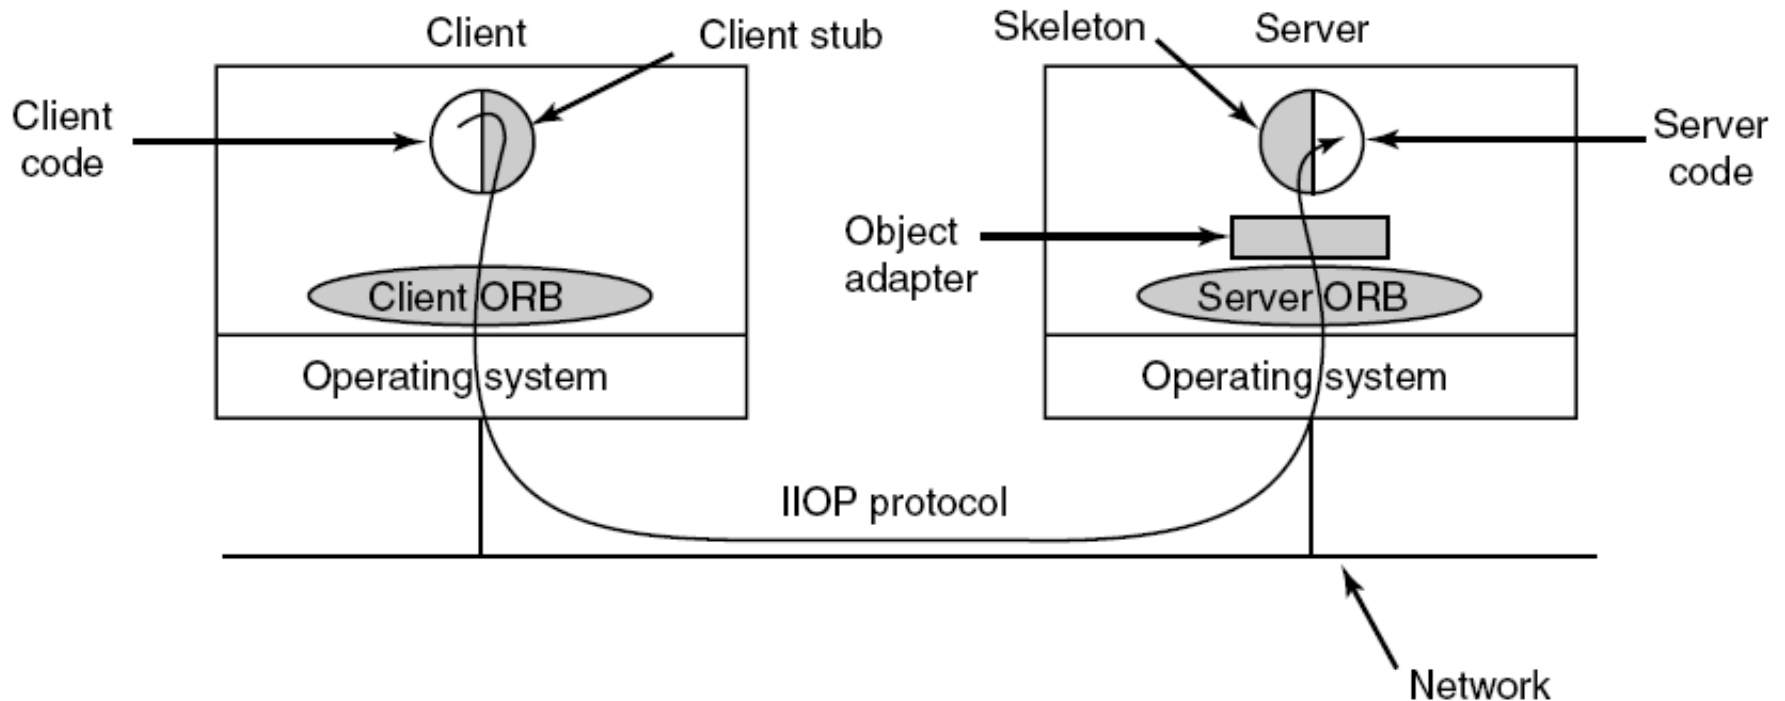 Client
Client stub
Skeleton
Server
Client
code
Server
code
Object
adapter
Client ORB
Server ORB
Operating system
Operating system
IIOP protocol
Network